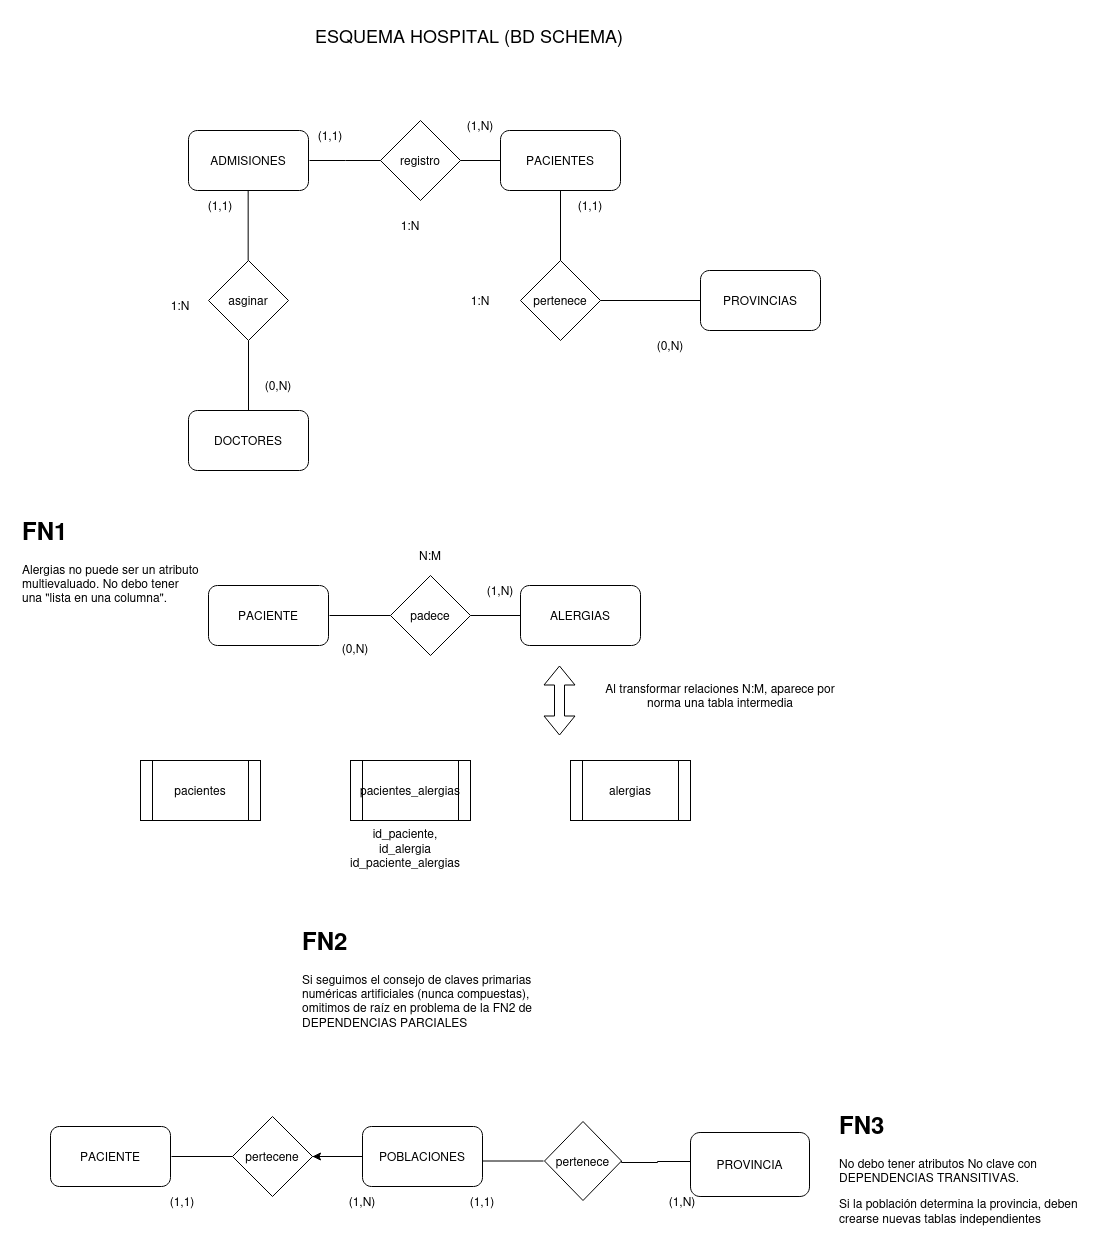 ESQUEMA HOSPITAL (BD SCHEMA)
ADMISIONES
(1,1)
registro
(1,N)
PACIENTES
1:N
(1,1)
(1,1)
asginar
1:N
pertenece
1:N
PROVINCIAS
(0,N)
(0,N)
DOCTORES
FN1
Alergias no puede ser un atributo
multievaluado. No debo tener
una "lista en una columna".
N:M
PACIENTE
(0,N)
padece
(1,N)
ALERGIAS
Al transformar relaciones N:M, aparece por
norma una tabla intermedia
pacientes
pacientes_alergias
alergias
id_paciente,
id_alergia
id_paciente_alergias
FN2
Si seguimos el consejo de claves primarias
numéricas artificiales (nunca compuestas),
omitimos de raíz en problema de la FN2 de
DEPENDENCIAS PARCIALES
PACIENTE
(1,1)
pertecene
(1,N)
POBLACIONES
(1,1)
pertenece
(1,N)
PROVINCIA
FN3
No debo tener atributos No clave con
DEPENDENCIAS TRANSITIVAS.
Si la población determina la provincia, deben
crearse nuevas tablas independientes